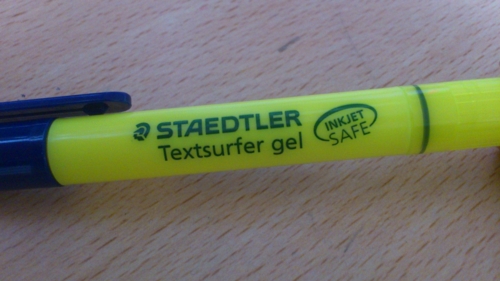 STAEDTLER
Textsurfer gel
INKJET
SAFE